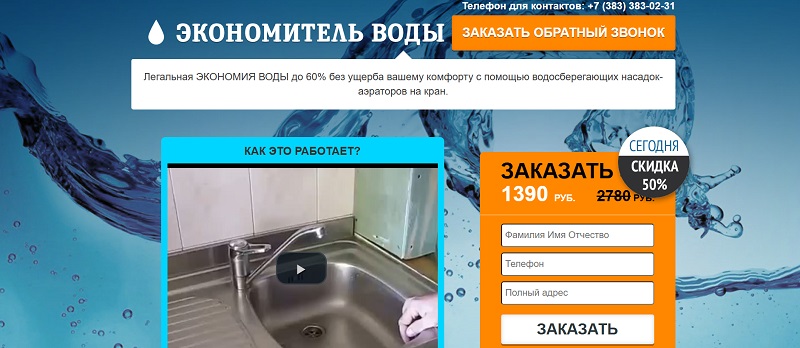 Телефон для контактов: +7 (383) 383-02-31
ЭКОНОМИТЕЛЬ ВОДЫ
ЗАКАЗАТЬ ОБРАТНЫЙ ЗВОНОК
Легальная ЭКОНОМИЯ ВОДЫ до 60% без ущерба вашему комфорту с помощью водосберегающих насадок-
аэраторов на кран.
КАК ЭТО РАБОТАЕТ?
СЕГОДНЯ
СКИДКА
50%
ЗАКАЗАТЬ
1390 РУБ. 2780 РУБ.
Фамилия Имя Отчество
Телефон
Полный адрес
ЗАКАЗАТЬ